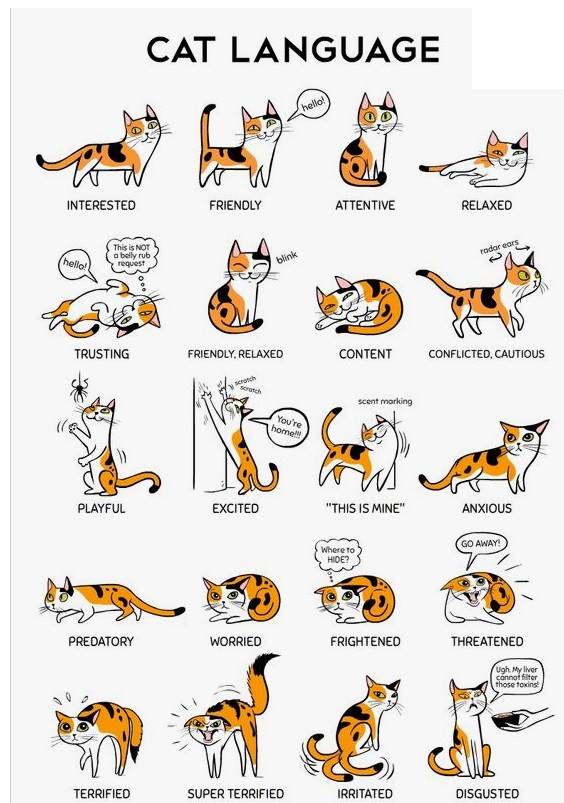 CAT LANGUAGE
hello!
INTERESTED
FRIENDLY
ATTENTIVE
RELAXED
hello!
This is NOT
a belly rub
request
blink
radar ears
TRUSTING
FRIENDLY, RELAXED
CONTENT
CONFLICTED, CAUTIOUS
scratch
scratch
You're
home!!!
scent marking
PLAYFUL
EXCITED
"THIS IS MINE"
ANXIOUS
Where to
HIDE?
GO AWAY!
PREDATORY
WORRIED
FRIGHTENED
THREATENED
Ugh. My liver
cannot filter
those toxins!
TERRIFIED
SUPER TERRIFIED
IRRITATED
DISGUSTED